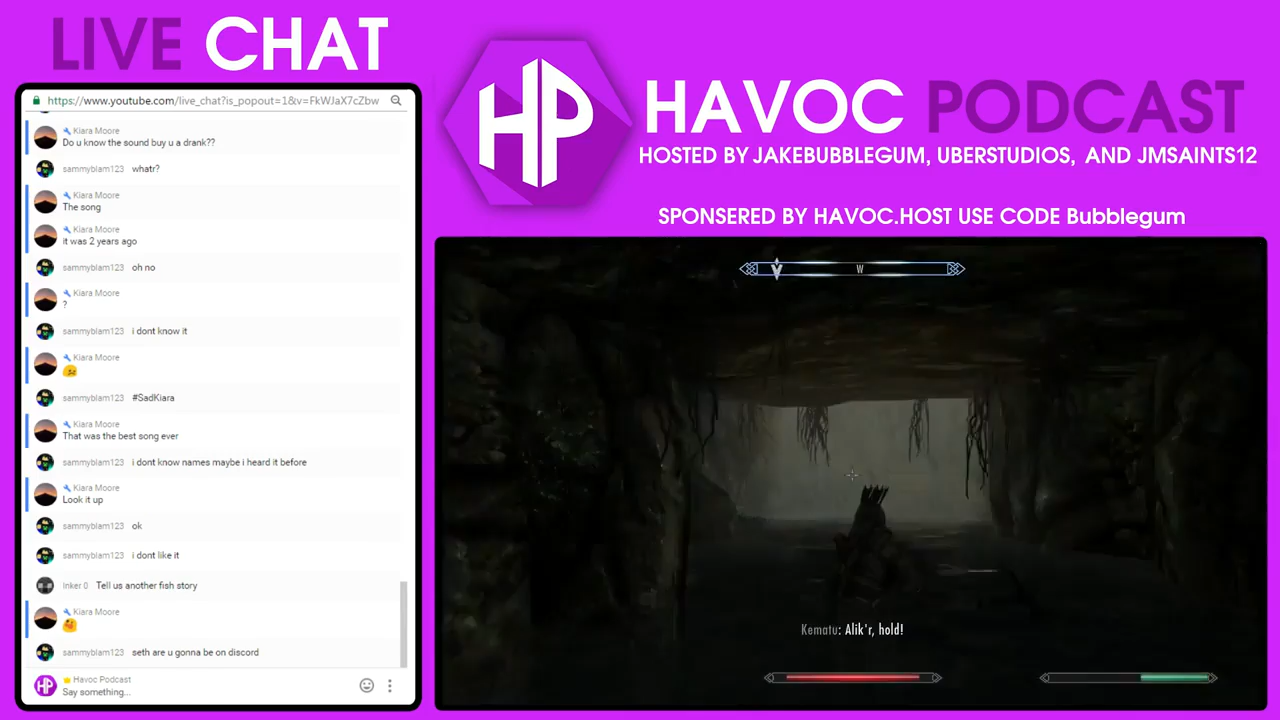 LIVE CHAT
https://www.youtube.com/live_chat?is_popout=1&v=FkWJaX7cZbw
Kiara Moore
Do u know the sound buy u a drank??
sammyblam123 whatr?
Kiara Moore
The song
Kiara Moore
it was 2 years ago
sammyblam123 oh no
Kiara Moore
?
sammyblam123 i dont know it
Kiara Moore
sammyblam123 #SadKiara
Kiara Moore
That was the best song ever
sammyblam123 i dont know names maybe i heard it before
Kiara Moore
Look it up
sammyblam123 ok
sammyblam123 i dont like it
Inker 0 Tell us another fish story
Kiara Moore
sammyblam123 seth are u gonna be on discord
HP Havoc Podcast
Say something...
HP
HAVOC PODCAST
HOSTED BY JAKEBUBBLEGUM, UBERSTUDIOS, AND JMSAINTS12
SPONSERED BY HAVOC.HOST USE CODE Bubblegum
W
Kematu: Alik'r, hold!